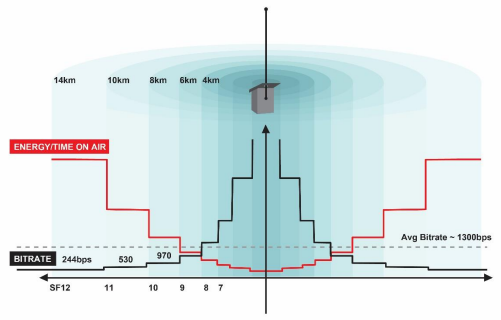 14km 10km 8km 6km 4km
ENERGY/TIME ON AIR
Avg Bitrate ~ 1300bps
BITRATE 244bps 530 970
SF12 11 10 9 8 7